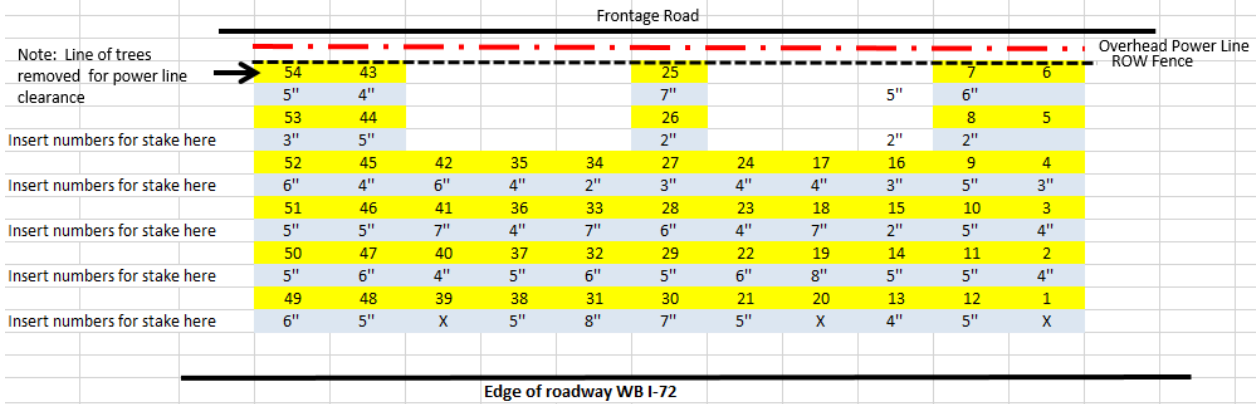 Frontage Road
Overhead Power Line
Note: Line of trees
removed for power line
clearance
ROW Fence
54 43 25 7 6
5" 4" 7" 5" 6"
53 44 26 8 5
Insert numbers for stake here 3" 5" 2" 2" 2"
52 45 42 35 34 27 24 17 16 9 4
Insert numbers for stake here 6" 4" 6" 4" 2" 3" 4" 4" 3" 5" 3"
51 46 41 36 33 28 23 18 15 10 3
Insert numbers for stake here 5" 5" 7" 4" 7" 6" 4" 7" 2" 5" 4"
50 47 40 37 32 29 22 19 14 11 2
Insert numbers for stake here 5" 6" 4" 5" 6" 5" 6" 8" 5" 5" 4"
49 48 39 38 31 30 21 20 13 12 1
Insert numbers for stake here 6" 5" X 5" 8" 7" 5" X 4" 5" X
Edge of roadway WB I-72